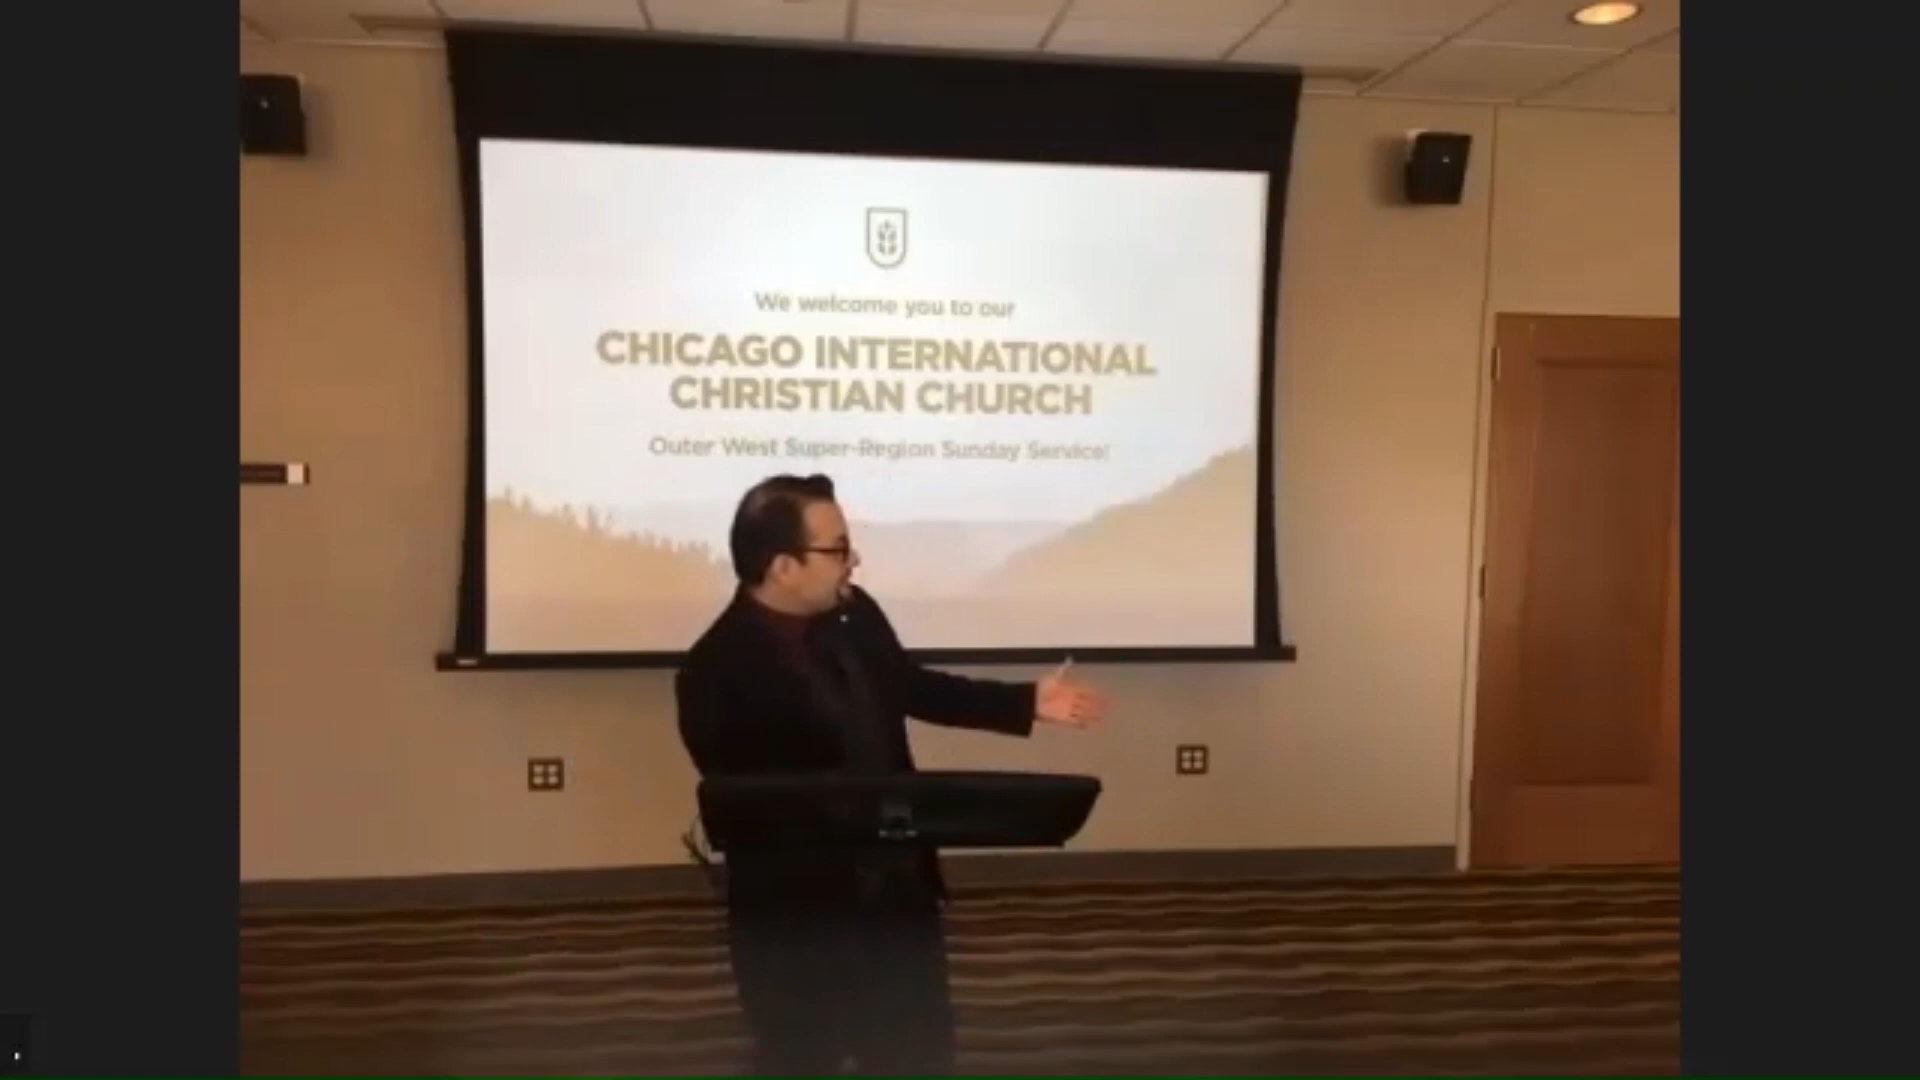 We welcome you to our
CHICAGO INTERNATIONAL
CHRISTIAN CHURCH
Outer West Super-Region Sunday Service!